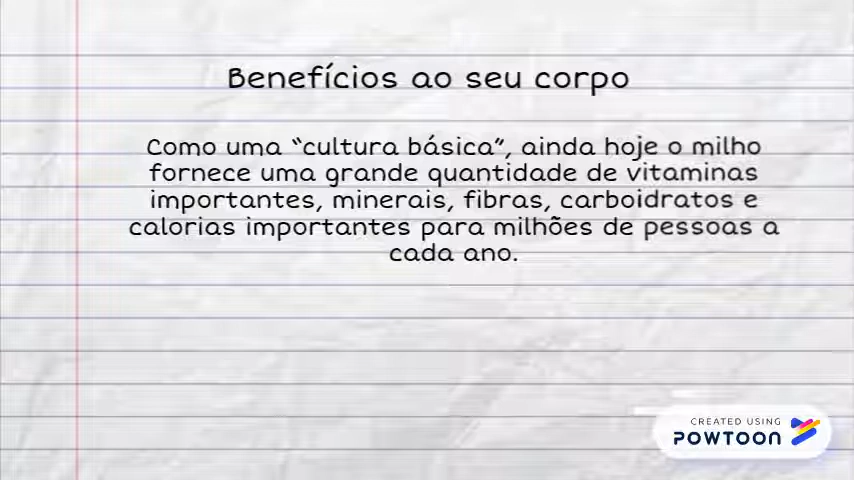 Benefícios ao seu corpo
Como uma “cultura básica”, ainda hoje o milho
fornece uma grande quantidade de vitaminas
importantes, minerais, fibras, carboidratos e
calorias importantes para milhões de pessoas a
cada ano.
CREATED USING
POWTOON